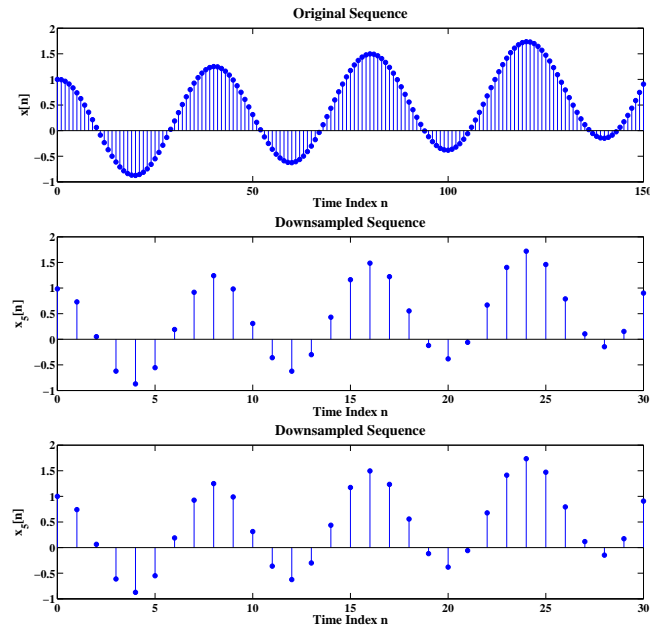 Original Sequence
x[n]
2
1.5
1
0.5
0
−0.5
−1
0 50 100 150
Time Index n
Downsampled Sequence
x5[n]
2
1.5
1
0.5
0
−0.5
−1
0 5 10 15 20 25 30
Time Index n
Downsampled Sequence
x5[n]
2
1.5
1
0.5
0
−0.5
−1
0 5 10 15 20 25 30
Time Index n